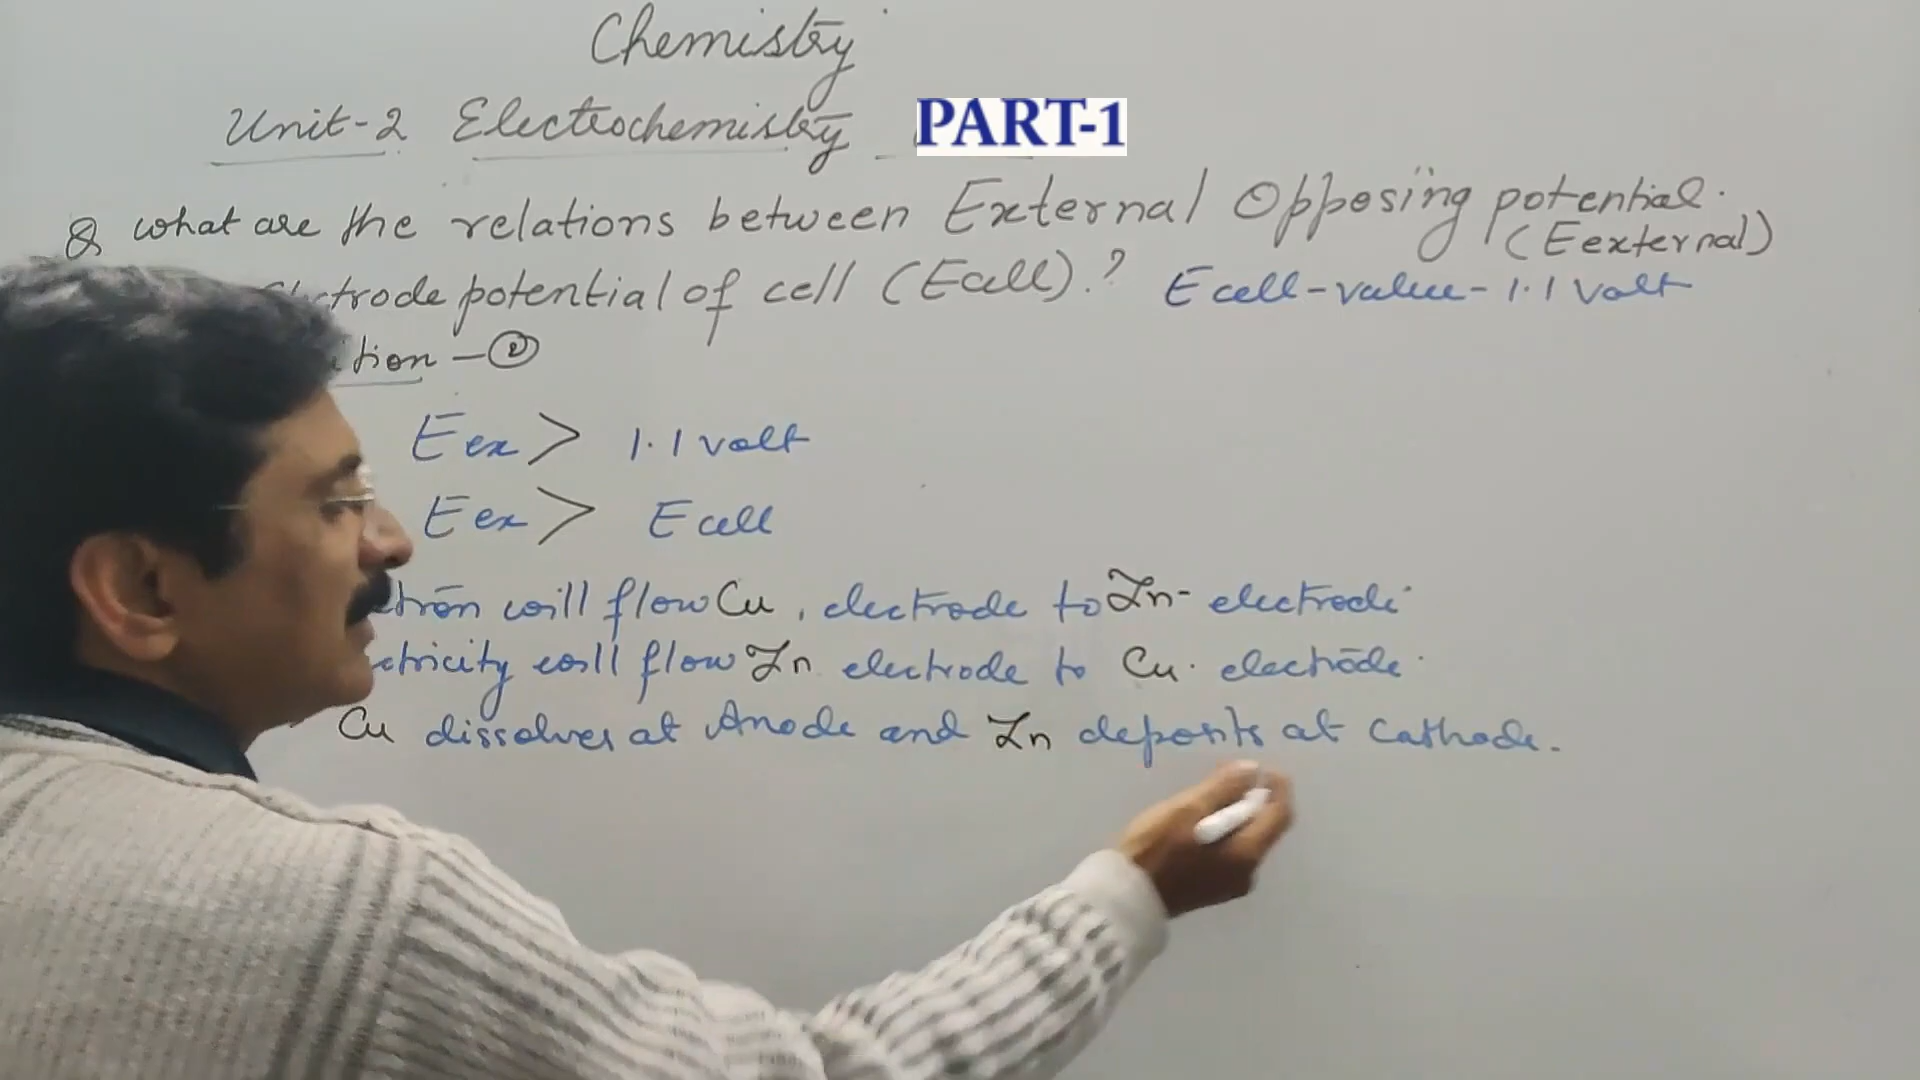 Chemistry
Unit-2 Electrochemistry PART-1
Q what are the relations between External Opposing potential.
(Eexternal)
trode potential of cell (Ecell).? Ecell-value-1.1 volt
ition - ②
Eex > 1.1 volt
Eex > Ecell
tron will flow Cu, electrode to Zn- electrode
ctricity will flow Zn electrode to Cu. electrode.
Cu dissolves at Anode and Zn deposits at Cathode.